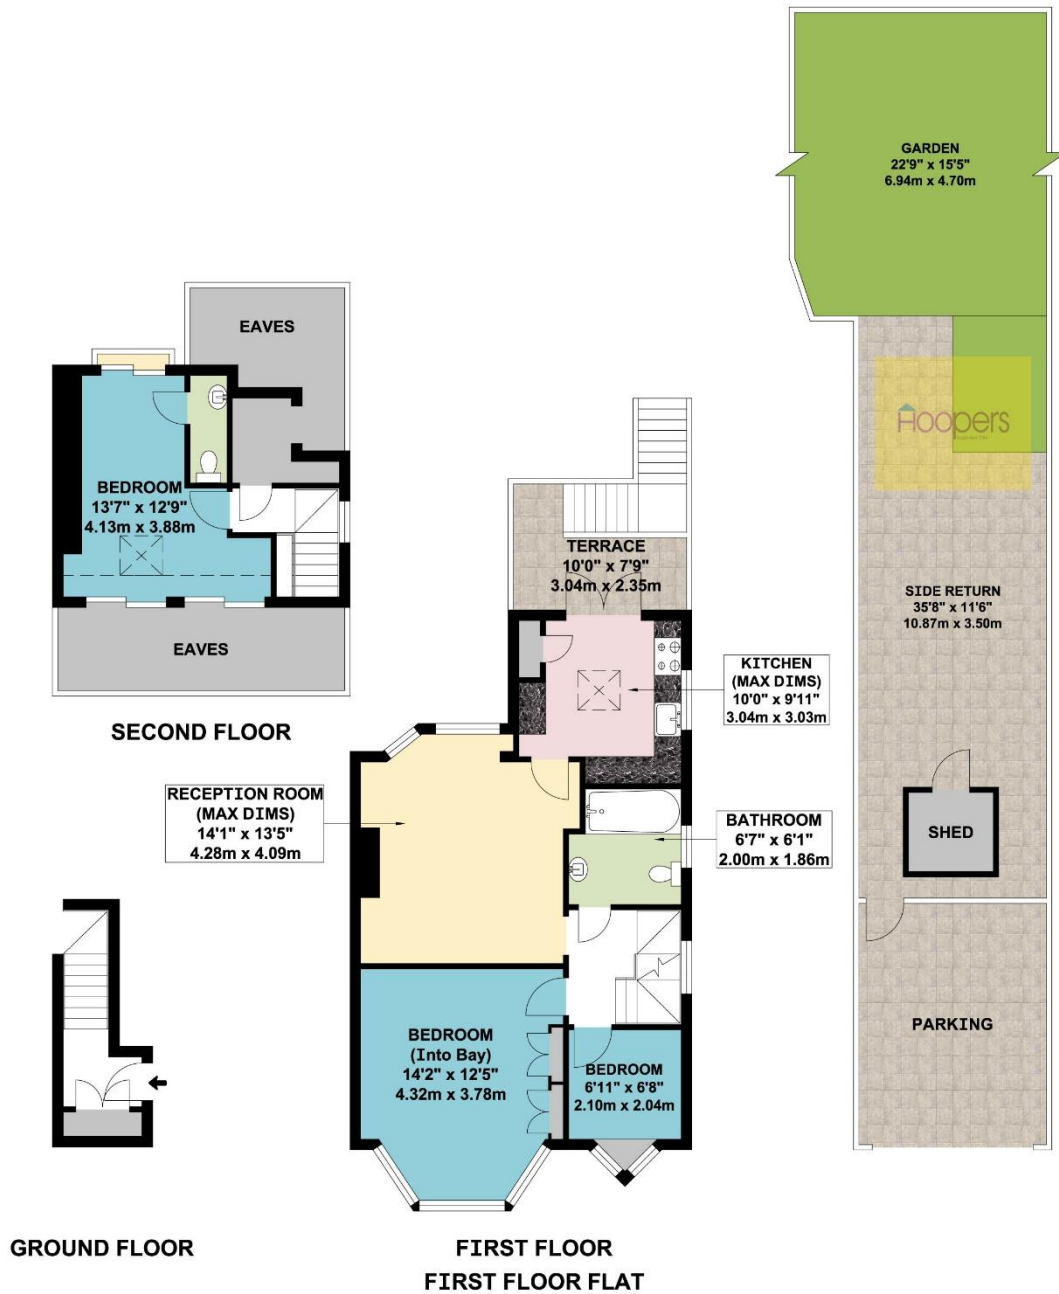 GARDEN
22'9" x 15'5"
6.94m x 4.70m
EAVES
Hoopers
BEDROOM
13'7" x 12'9"
4.13m x 3.88m
TERRACE
10'0" x 7'9"
3.04m x 2.35m
SIDE RETURN
35'8" x 11'6"
10.87m x 3.50m
EAVES
KITCHEN
(MAX DIMS)
10'0" x 9'11"
3.04m x 3.03m
SECOND FLOOR
RECEPTION ROOM
(MAX DIMS)
14'1" x 13'5"
4.28m x 4.09m
BATHROOM
6'7" x 6'1"
2.00m x 1.86m
SHED
PARKING
BEDROOM
(Into Bay)
14'2" x 12'5"
4.32m x 3.78m
BEDROOM
6'11" x 6'8"
2.10m x 2.04m
GROUND FLOOR
FIRST FLOOR
FIRST FLOOR FLAT